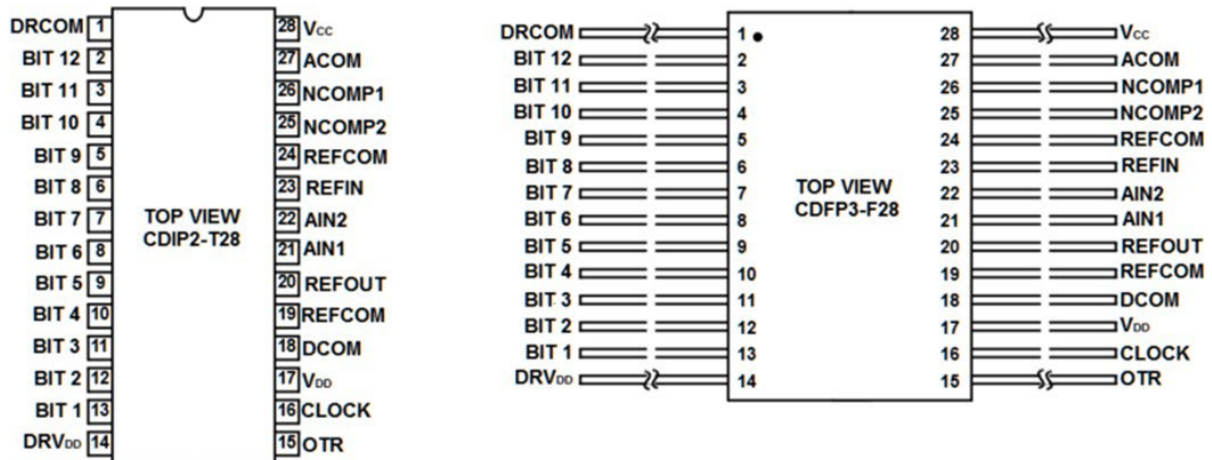 DRCOM 1 28 Vcc
BIT 12 2 27 ACOM
BIT 11 3 26 NCOMP1
BIT 10 4 25 NCOMP2
BIT 9 5 24 REFCOM
BIT 8 6 23 REFIN
BIT 7 7 22 AIN2
BIT 6 8 21 AIN1
BIT 5 9 20 REFOUT
BIT 4 10 19 REFCOM
BIT 3 11 18 DCOM
BIT 2 12 17 VDD
BIT 1 13 16 CLOCK
DRVDD 14 15 OTR
TOP VIEW
CDIP2-T28
DRCOM 1 28 Vcc
BIT 12 2 27 ACOM
BIT 11 3 26 NCOMP1
BIT 10 4 25 NCOMP2
BIT 9 5 24 REFCOM
BIT 8 6 23 REFIN
BIT 7 7 22 AIN2
BIT 6 8 21 AIN1
BIT 5 9 20 REFOUT
BIT 4 10 19 REFCOM
BIT 3 11 18 DCOM
BIT 2 12 17 VDD
BIT 1 13 16 CLOCK
DRVDD 14 15 OTR
TOP VIEW
CDFP3-F28